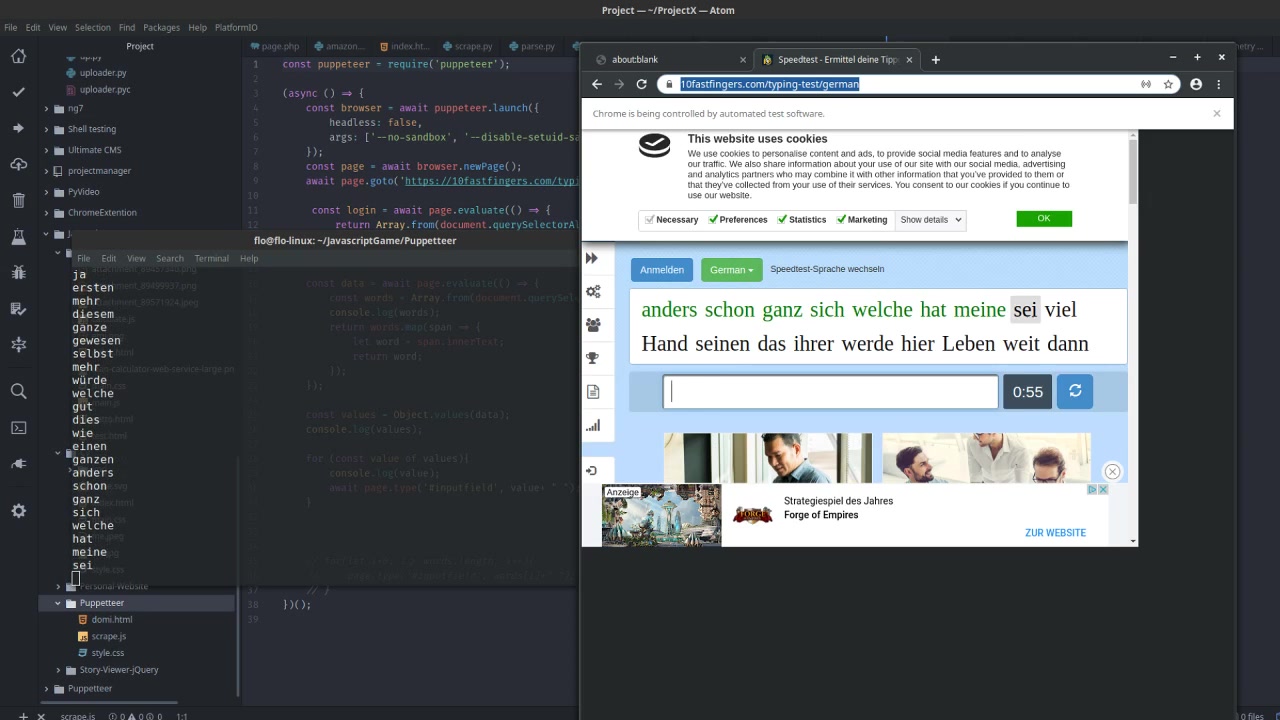 Project — ~/ProjectX — Atom
File Edit View Selection Find Packages Help PlatformIO
Project
page.php
amazon...
index.ht...
scrape.py
parse.py
uploader.py
uploader.pyc
ng7
Shell testing
Ultimate CMS
projectmanager
PyVideo
ChromeExtention
1 const puppeteer = require('puppeteer');
2
3 (async () => {
4 const browser = await puppeteer.launch({
5 headless: false,
6 args: ['--no-sandbox', '--disable-setuid-sa
7 });
8 const page = await browser.newPage();
9 await page.goto('https://10fastfingers.com/typi
10
11 const login = await page.evaluate(() => {
return Array.from(document.querySelectorAl
flo@flo-linux: ~/JavascriptGame/Puppetteer
File Edit View Search Terminal Help
ja
ersten
mehr
diesem
ganze
gewesen
selbst
mehr
würde
welche
gut
dies
wie
einen
ganzen
anders
schon
ganz
sich
welche
hat
meine
sei
const data = await page.evaluate(() => {
const words = Array.from(document.querySel
console.log(words);
return words.map(span => {
let word = span.innerText;
return word;
});
});
const values = Object.values(data);
console.log(values);
for (const value of values){
console.log(value);
await page.type('#inputfield', value+ " ")
}
37 // }
38 })();
39
Personal-Website
Puppetteer
domi.html
scrape.js
style.css
Story-Viewer-jQuery
Puppetteer
scrape.js 0 0 0 1:1
0 files
about:blank
Speedtest - Ermittel deine Tipp
10fastfingers.com/typing-test/german
Chrome is being controlled by automated test software.
This website uses cookies
We use cookies to personalise content and ads, to provide social media features and to analyse
our traffic. We also share information about your use of our site with our social media, advertising
and analytics partners who may combine it with other information that you've provided to them or
that they've collected from your use of their services. You consent to our cookies if you continue to
use our website.
Necessary Preferences Statistics Marketing Show details OK
Anmelden German Speedtest-Sprache wechseln
anders schon ganz sich welche hat meine sei viel
Hand seinen das ihrer werde hier Leben weit dann
0:55
Anzeige
Strategiespiel des Jahres
Forge of Empires
ZUR WEBSITE